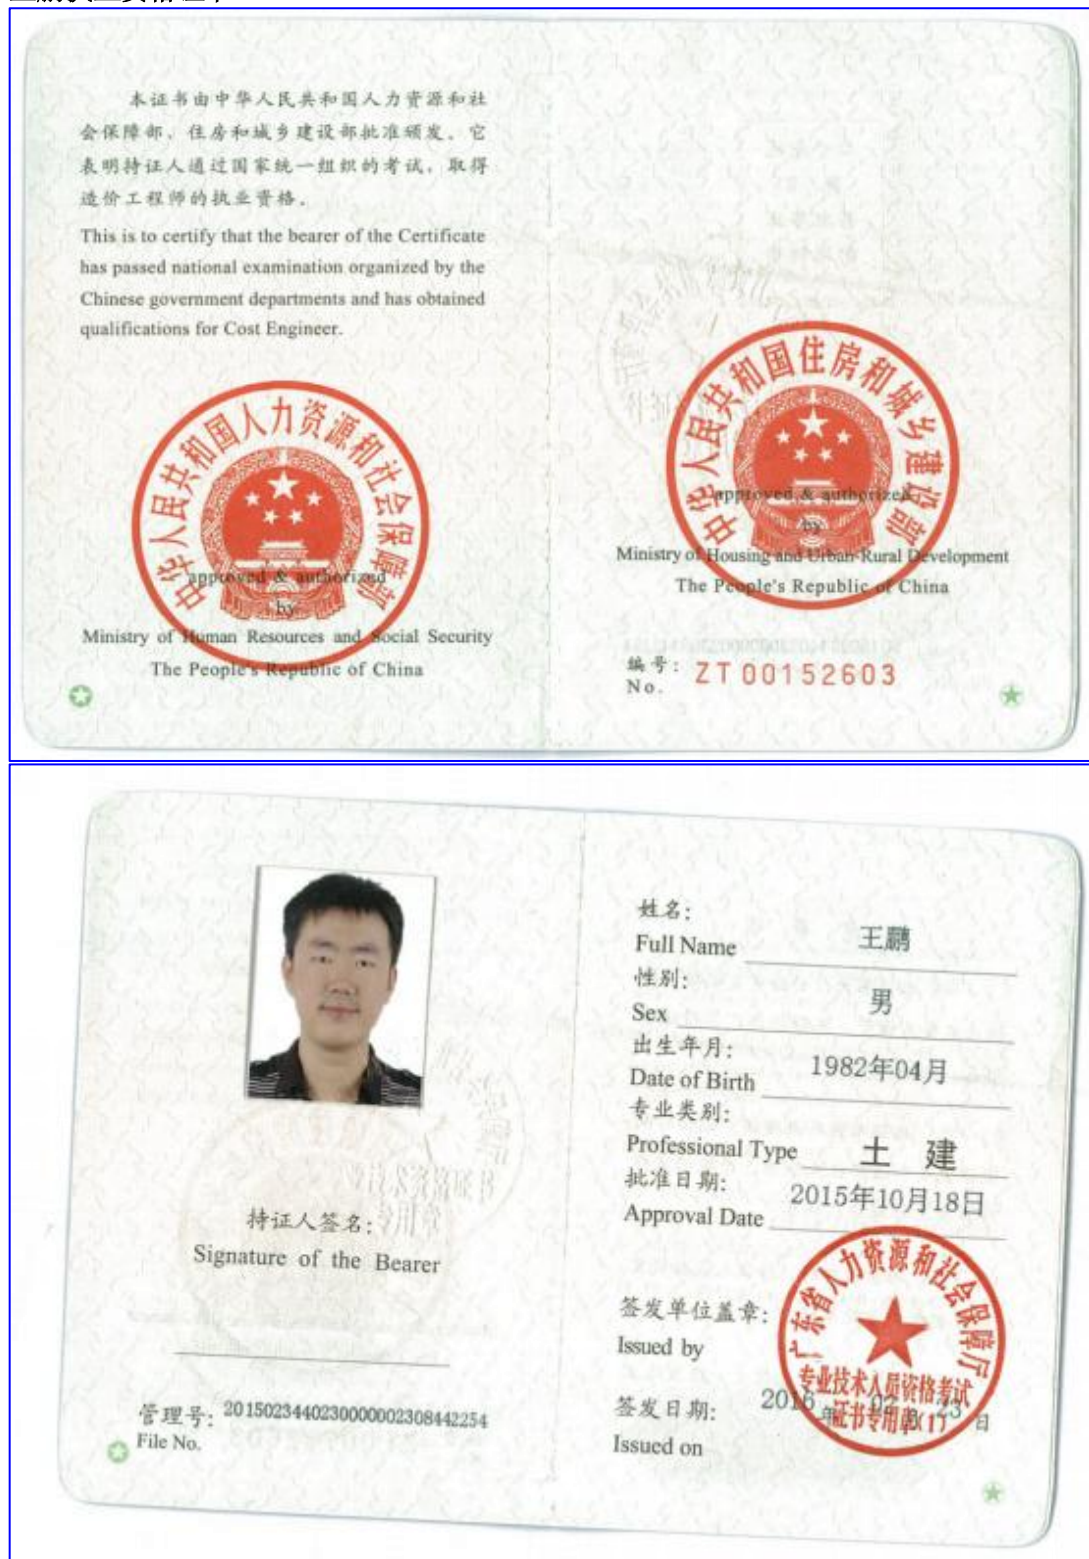 本证书由中华人民共和国人力资源和社
会保障部、住房和城乡建设部批准颁发。它
表明持证人通过国家统一组织的考试，取得
造价工程师的执业资格。
This is to certify that the bearer of the Certificate
has passed national examination organized by the
Chinese government departments and has obtained
qualifications for Cost Engineer.
中华人民共和国人力资源和社会保障部
approved & authorized
by
Ministry of Human Resources and Social Security
The People's Republic of China
中华人民共和国住房和城乡建设部
approved & authorized
by
Ministry of Housing and Urban-Rural Development
The People's Republic of China
编号: ZT00152603
No.
持证人签名:
Signature of the Bearer
管理号: 2015023440230000002308442254
File No.
姓名:
Full Name 王鹏
性别:
Sex 男
出生年月:
Date of Birth 1982年04月
专业类别:
Professional Type 土 建
批准日期:
Approval Date 2015年10月18日
签发单位盖章:
Issued by
广东省人力资源和社会保障厅
专业技术人员资格考试
证书专用章(1)
签发日期: 2016年02月23日
Issued on